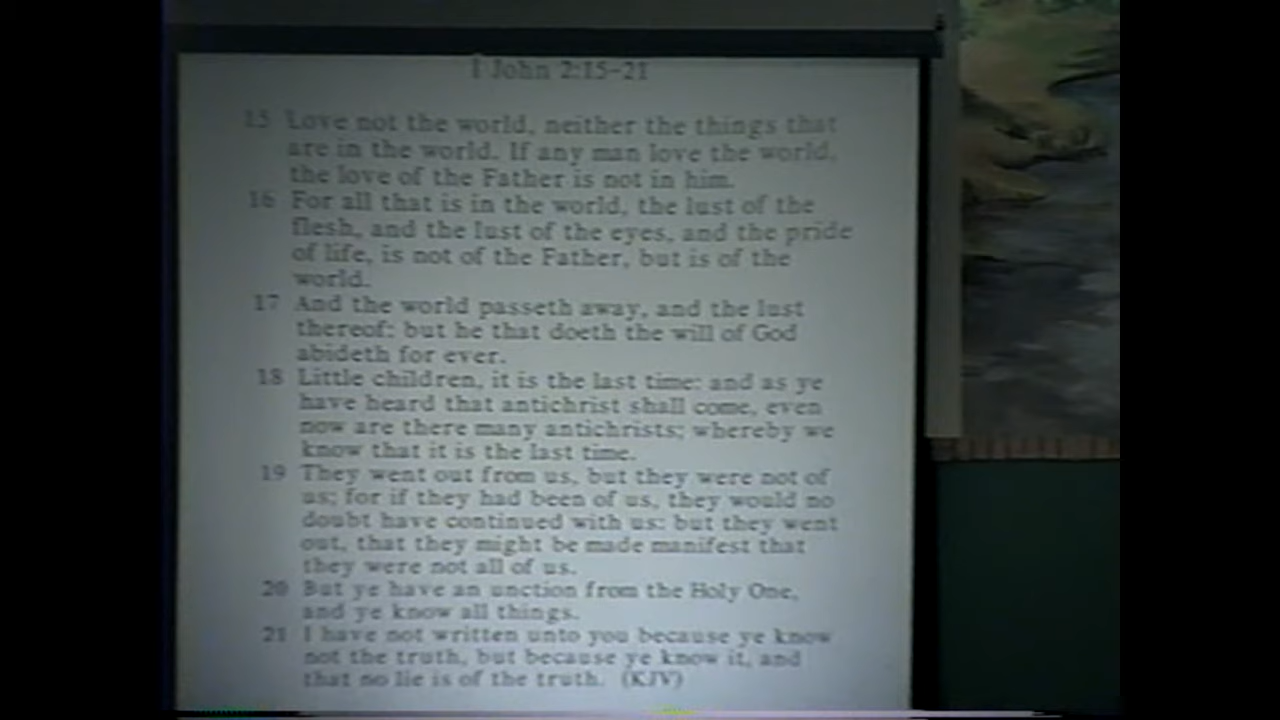 I John 2:15-21
15 Love not the world, neither the things that
are in the world. If any man love the world,
the love of the Father is not in him.
16 For all that is in the world, the lust of the
flesh, and the lust of the eyes, and the pride
of life, is not of the Father, but is of the
world.
17 And the world passeth away, and the lust
thereof: but he that doeth the will of God
abideth for ever.
18 Little children, it is the last time: and as ye
have heard that antichrist shall come, even
now are there many antichrists; whereby we
know that it is the last time.
19 They went out from us, but they were not of
us; for if they had been of us, they would no
doubt have continued with us: but they went
out, that they might be made manifest that
they were not all of us.
20 But ye have an unction from the Holy One,
and ye know all things.
21 I have not written unto you because ye know
not the truth, but because ye know it, and
that no lie is of the truth. (KJV)